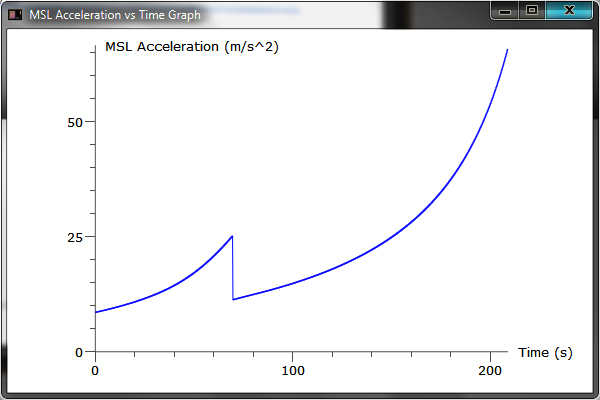 MSL Acceleration vs Time Graph
MSL Acceleration (m/s^2)
50
25
0
0 100 200
Time (s)